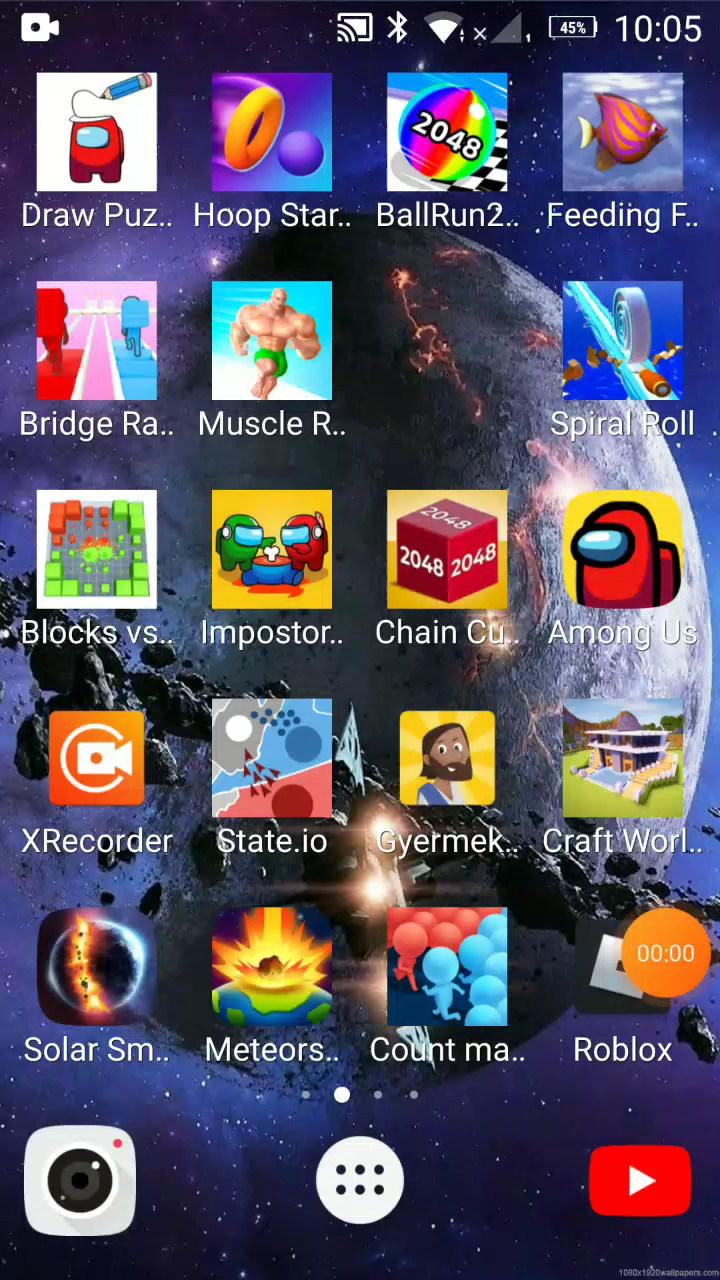 45% 10:05
2048
Draw Puz.. Hoop Star.. BallRun2.. Feeding F..
Bridge Ra.. Muscle R.. Spiral Roll
2048
2048 2048
Blocks vs.. Impostor.. Chain Cu.. Among Us
XRecorder State.io Gyermek.. Craft Worl..
00:00
Solar Sm.. Meteors.. Count ma.. Roblox
1080x1920wallpapers.com